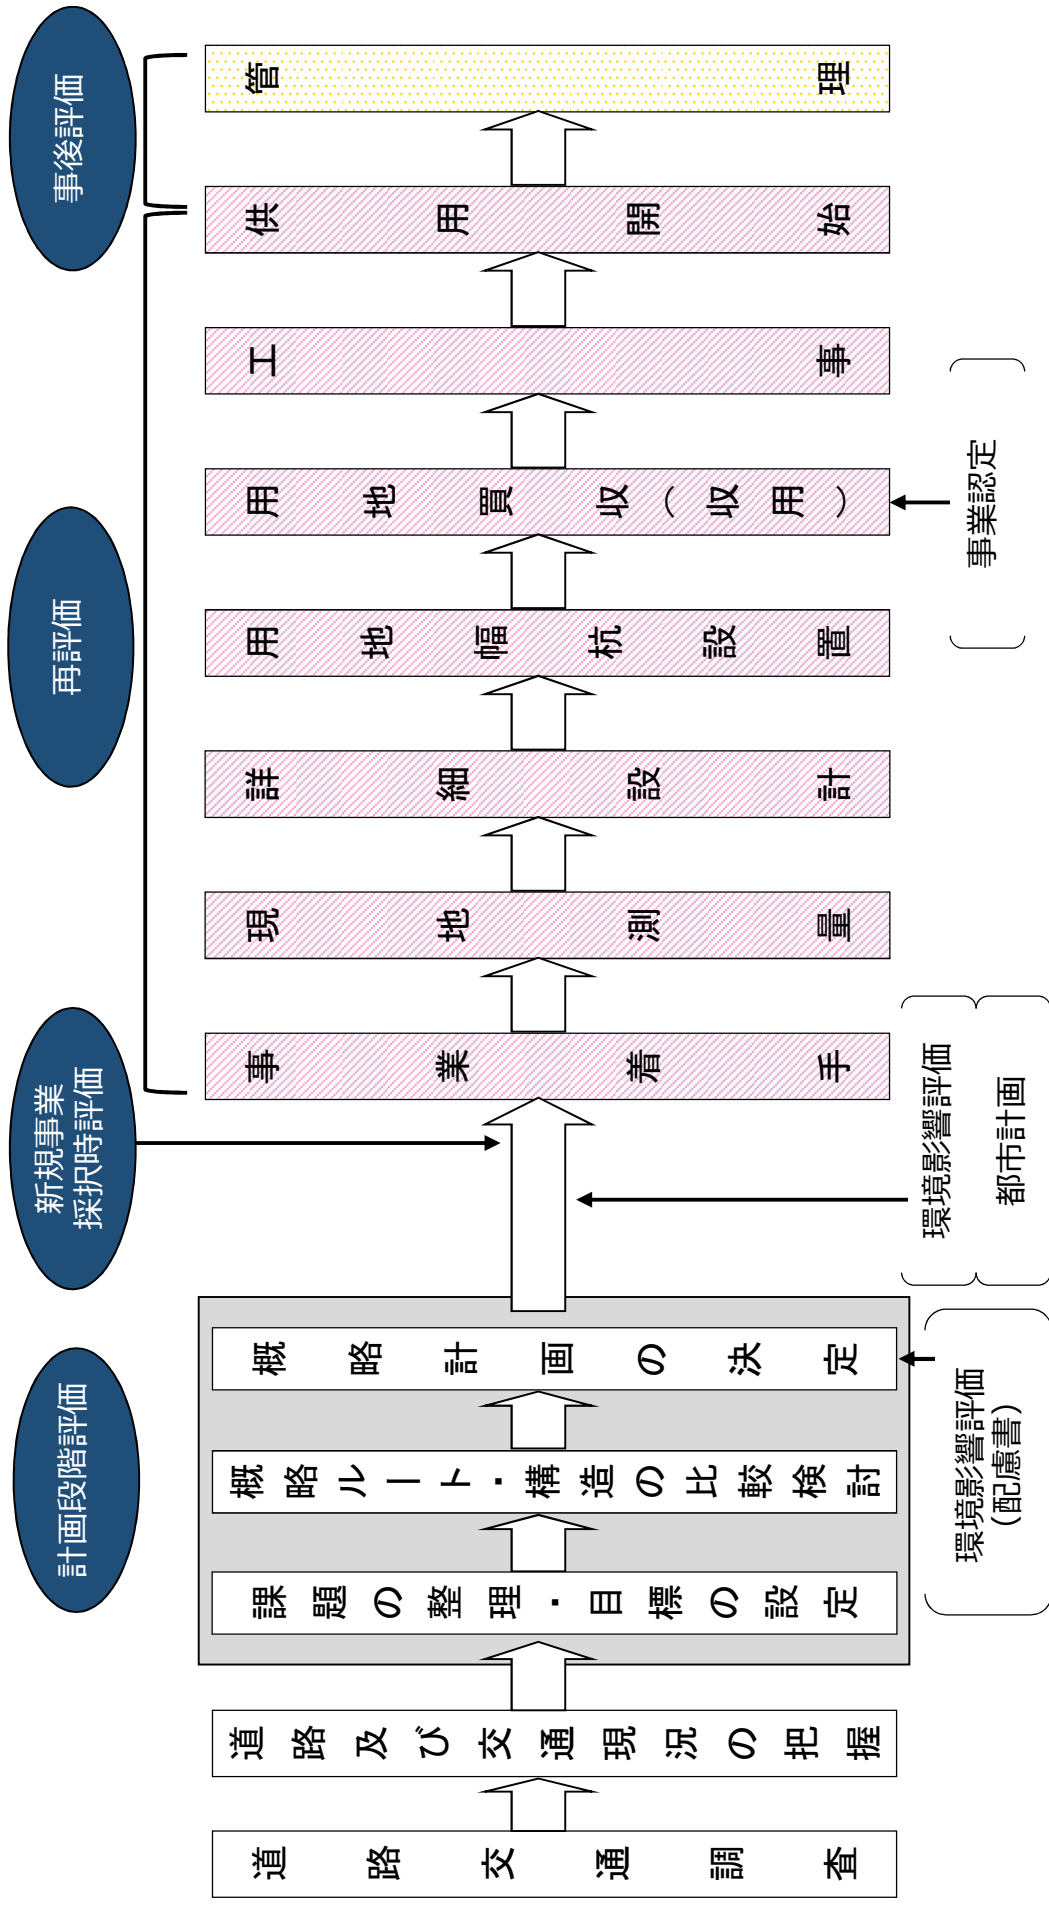 計画段階評価
新規事業
採択時評価
再評価
事後評価
道路交通調査
道路及び交通現況の把握
課題の整理・目標の設定
概略ルート・構造の比較検討
概略計画の決定
事業着手
現地測量
詳細設計
用地幅杭設置
用地買収（収用）
工事
供用開始
管理
環境影響評価
（配慮書）
環境影響評価
都市計画
事業認定